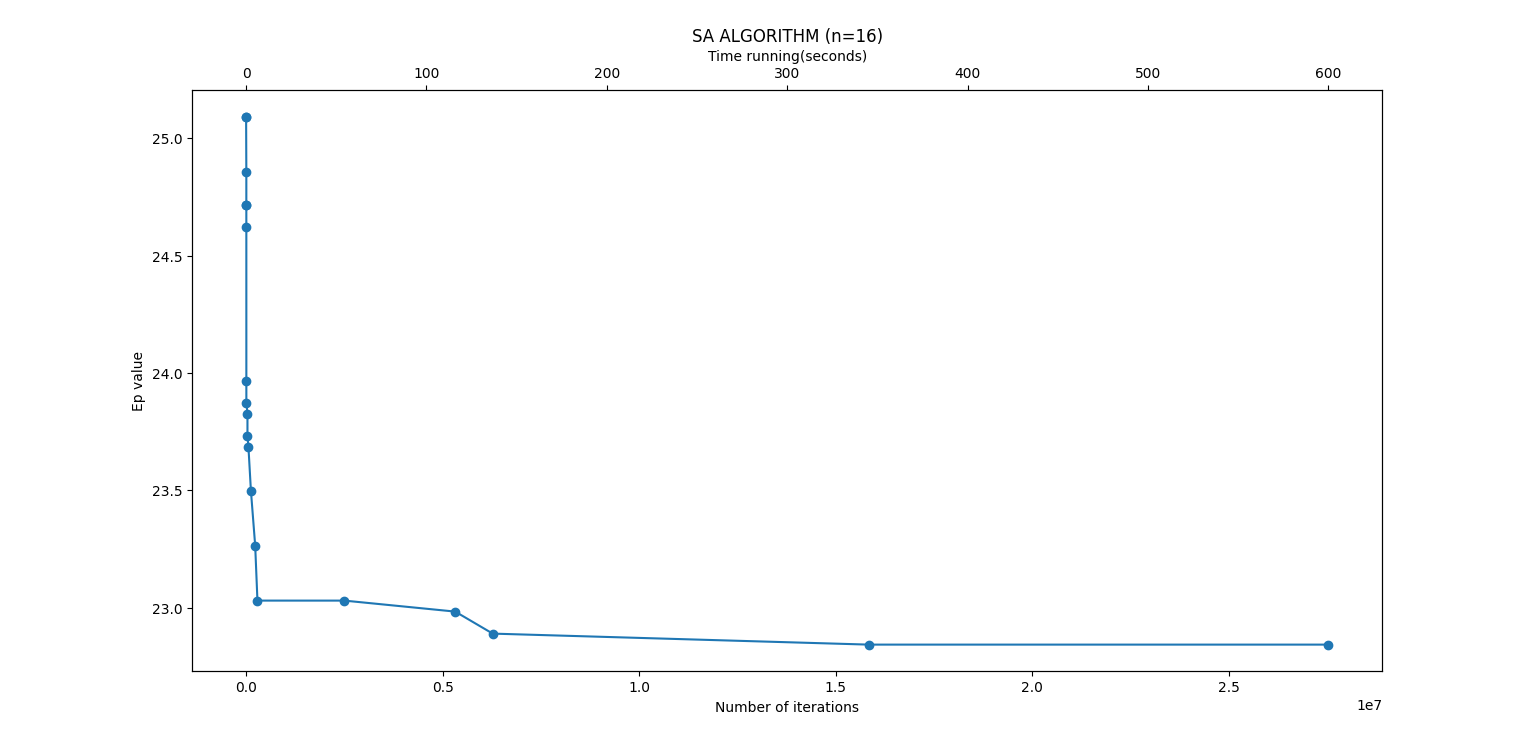 SA ALGORITHM (n=16)
Time running(seconds)
0 100 200 300 400 500 600
25.0
24.5
24.0
23.5
23.0
Ep value
0.0 0.5 1.0 1.5 2.0 2.5
1e7
Number of iterations